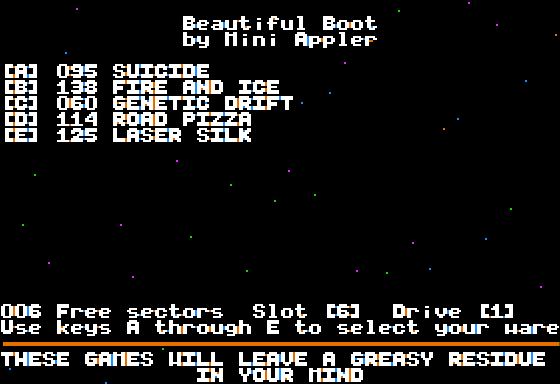 Beautiful Boot
by Mini Appler
[A] 095 SUICIDE
[B] 138 FIRE AND ICE
[C] 060 GENETIC DRIFT
[D] 114 ROAD PIZZA
[E] 125 LASER SILK
006 Free sectors Slot [6] Drive [1]
Use keys A through E to select your ware
THESE GAMES WILL LEAVE A GREASY RESIDUE
IN YOUR MIND